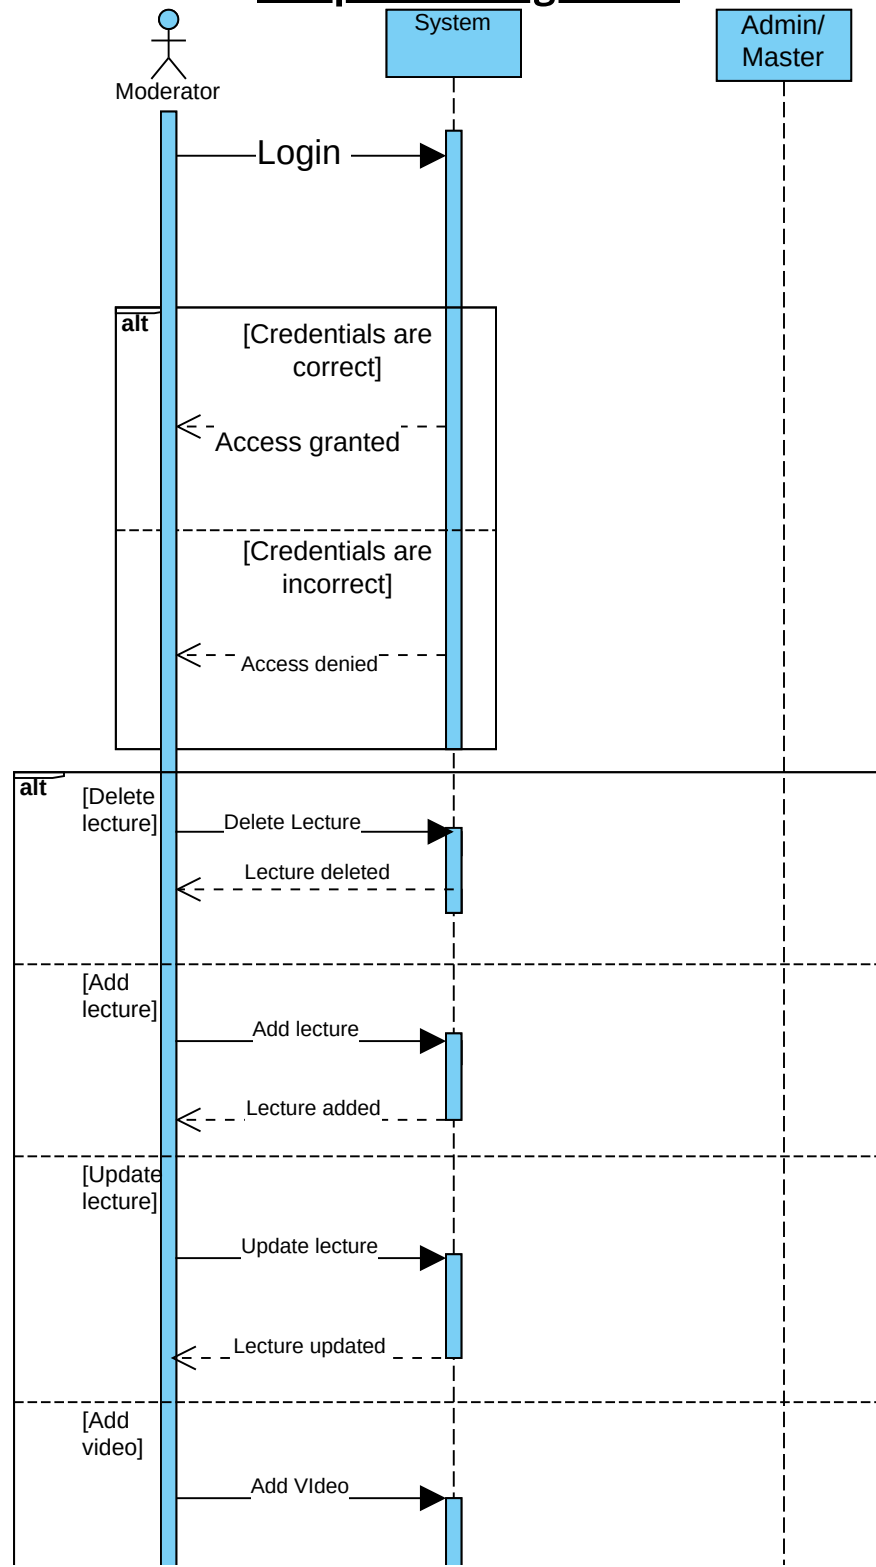 System
Admin/
Master
Moderator
Login
alt
[Credentials are
correct]
Access granted
[Credentials are
incorrect]
Access denied
alt
[Delete
lecture]
Delete Lecture
Lecture deleted
[Add
lecture]
Add lecture
Lecture added
[Update
lecture]
Update lecture
Lecture updated
[Add
video]
Add VIdeo